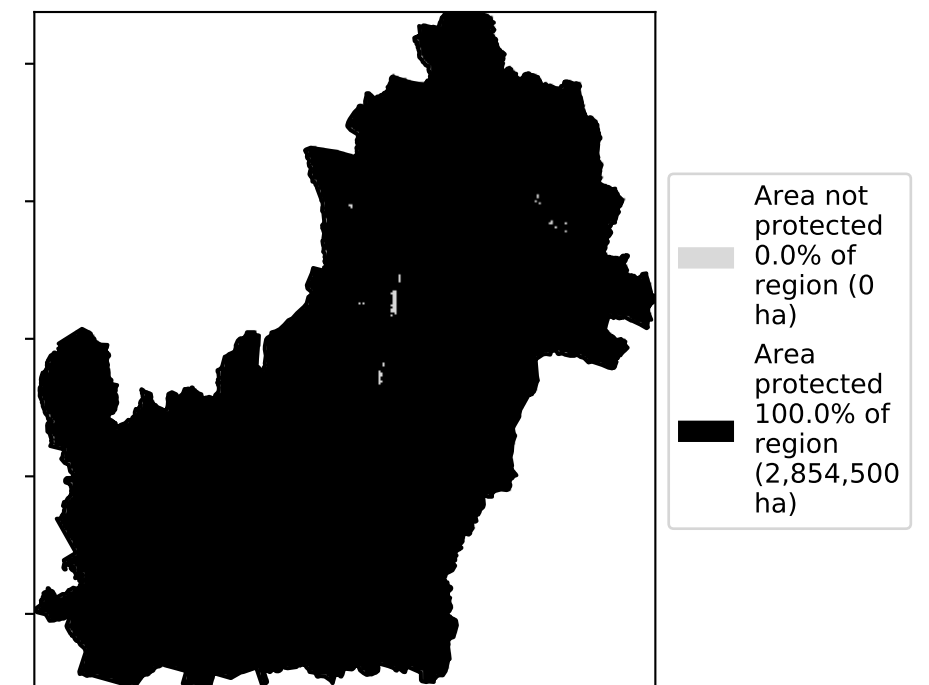 Area not
protected
0.0% of
region (0
ha)
Area
protected
100.0% of
region
(2,854,500
ha)